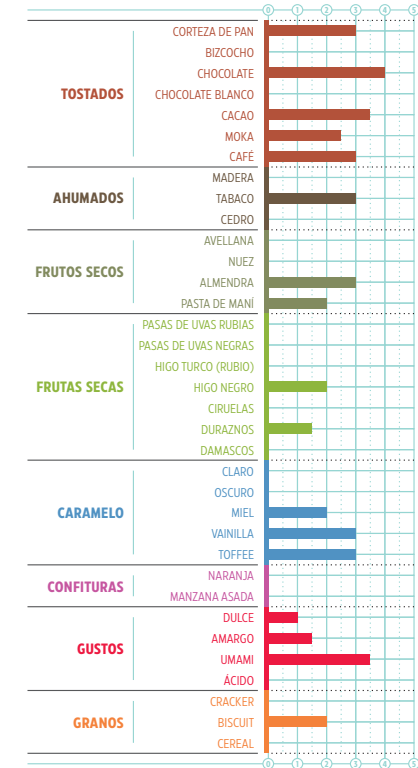 0 1 2 3 4 5
TOSTADOS
CORTEZA DE PAN
BIZCOCHO
CHOCOLATE
CHOCOLATE BLANCO
CACAO
MOKA
CAFÉ
AHUMADOS
MADERA
TABACO
CEDRO
FRUTOS SECOS
AVELLANA
NUEZ
ALMENDRA
PASTA DE MANÍ
FRUTAS SECAS
PASAS DE UVAS RUBIAS
PASAS DE UVAS NEGRAS
HIGO TURCO (RUBIO)
HIGO NEGRO
CIRUELAS
DURAZNOS
DAMASCOS
CARAMELO
CLARO
OSCURO
MIEL
VAINILLA
TOFFEE
CONFITURAS
NARANJA
MANZANA ASADA
GUSTOS
DULCE
AMARGO
UMAMI
ÁCIDO
GRANOS
CRACKER
BISCUIT
CEREAL
0 1 2 3 4 5